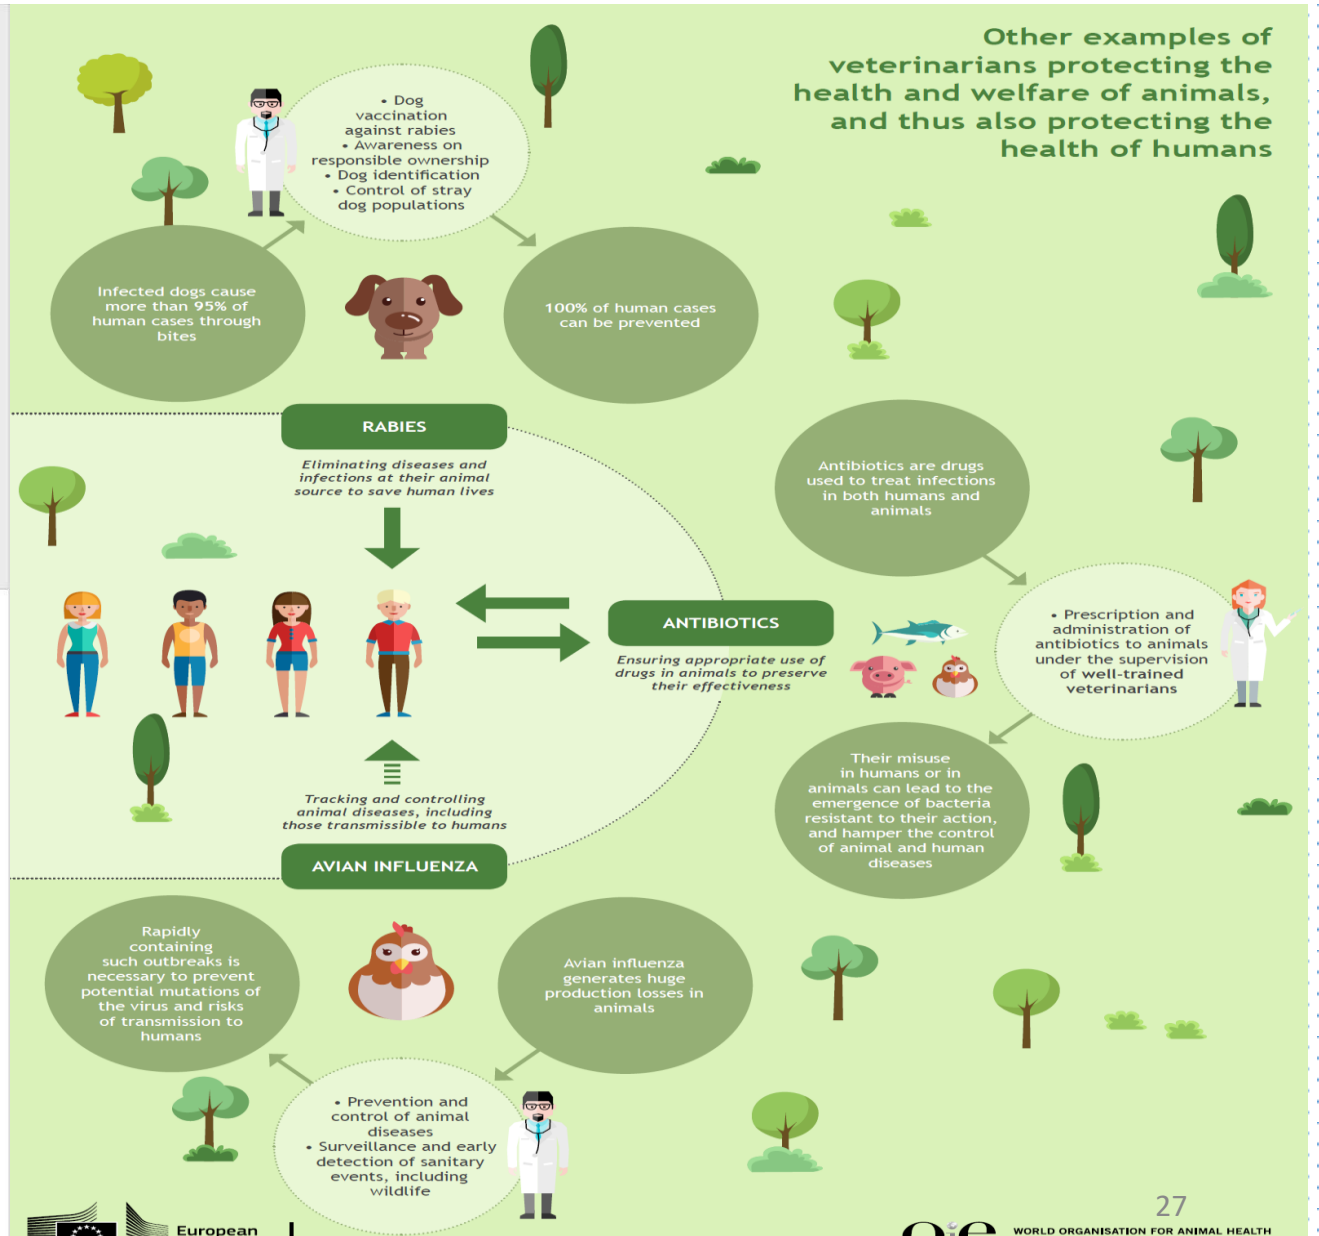 Other examples of
veterinarians protecting the
health and welfare of animals,
and thus also protecting the
health of humans
• Dog
vaccination
against rabies
• Awareness on
responsible ownership
• Dog identification
• Control of stray
dog populations
Infected dogs cause
more than 95% of
human cases through
bites
100% of human cases
can be prevented
RABIES
Eliminating diseases and
infections at their animal
source to save human lives
Antibiotics are drugs
used to treat infections
in both humans and
animals
ANTIBIOTICS
Ensuring appropriate use of
drugs in animals to preserve
their effectiveness
• Prescription and
administration of
antibiotics to animals
under the supervision
of well-trained
veterinarians
Their misuse
in humans or in
animals can lead to the
emergence of bacteria
resistant to their action,
and hamper the control
of animal and human
diseases
Tracking and controlling
animal diseases, including
those transmissible to humans
AVIAN INFLUENZA
Rapidly
containing
such outbreaks is
necessary to prevent
potential mutations of
the virus and risks
of transmission to
humans
Avian influenza
generates huge
production losses in
animals
• Prevention and
control of animal
diseases
• Surveillance and early
detection of sanitary
events, including
wildlife
27
European
oie
WORLD ORGANISATION FOR ANIMAL HEALTH